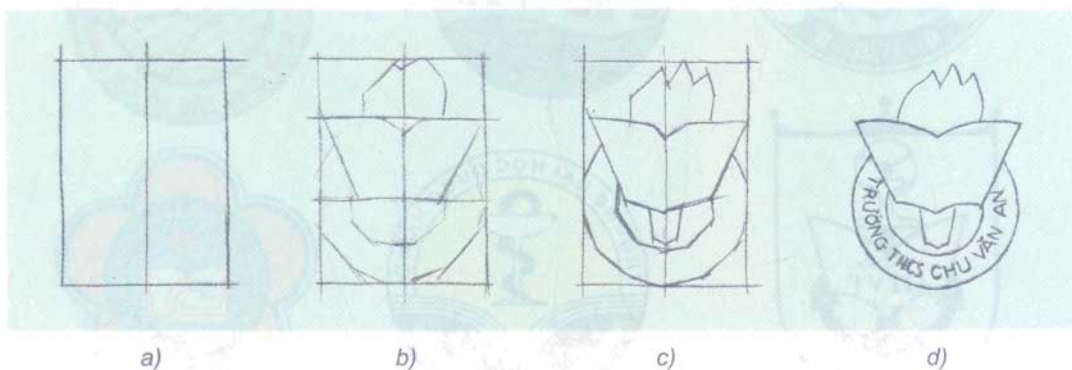 TRƯỜNG THCS CHU VĂN AN
a) b) c) d)